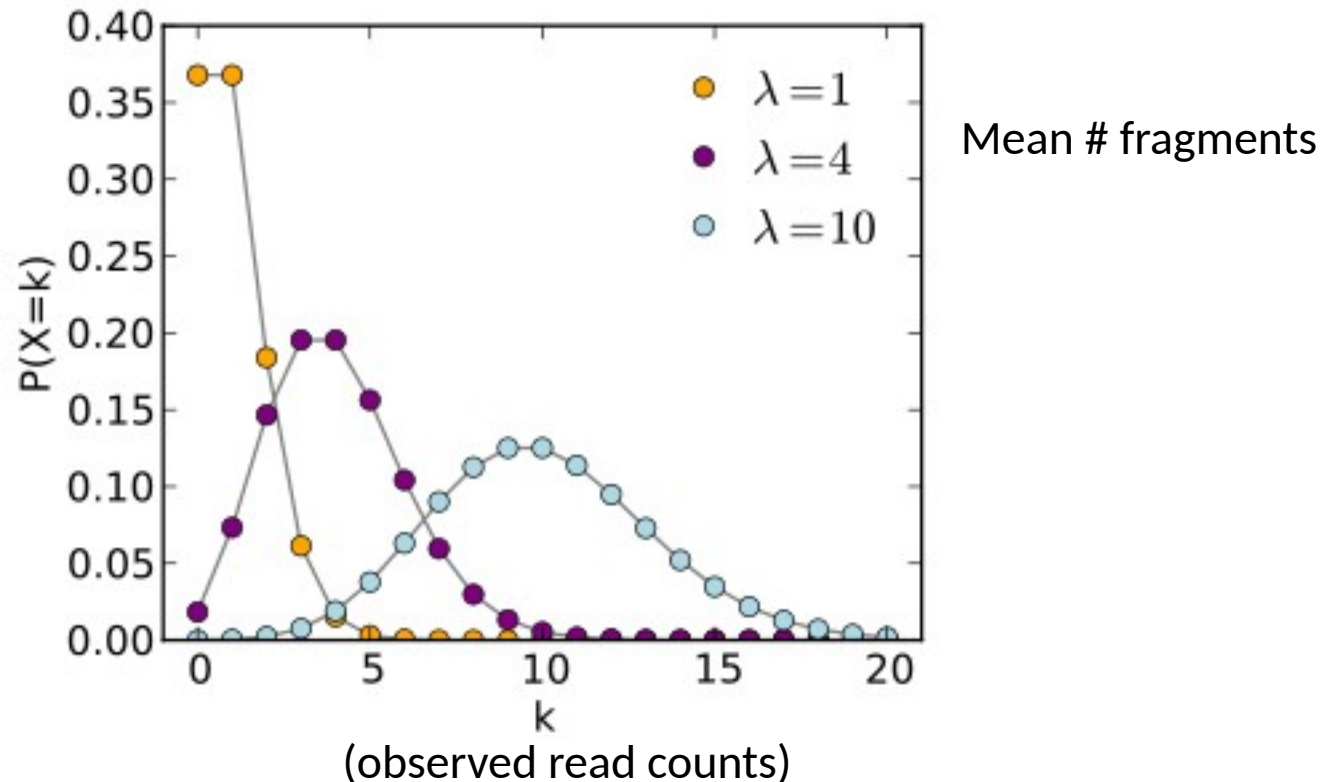 0.40
0.35
0.30
0.25
0.20
0.15
0.10
0.05
0.00
P(X=k)
λ=1
λ=4
λ=10
Mean # fragments
0 5 10 15 20
k
(observed read counts)